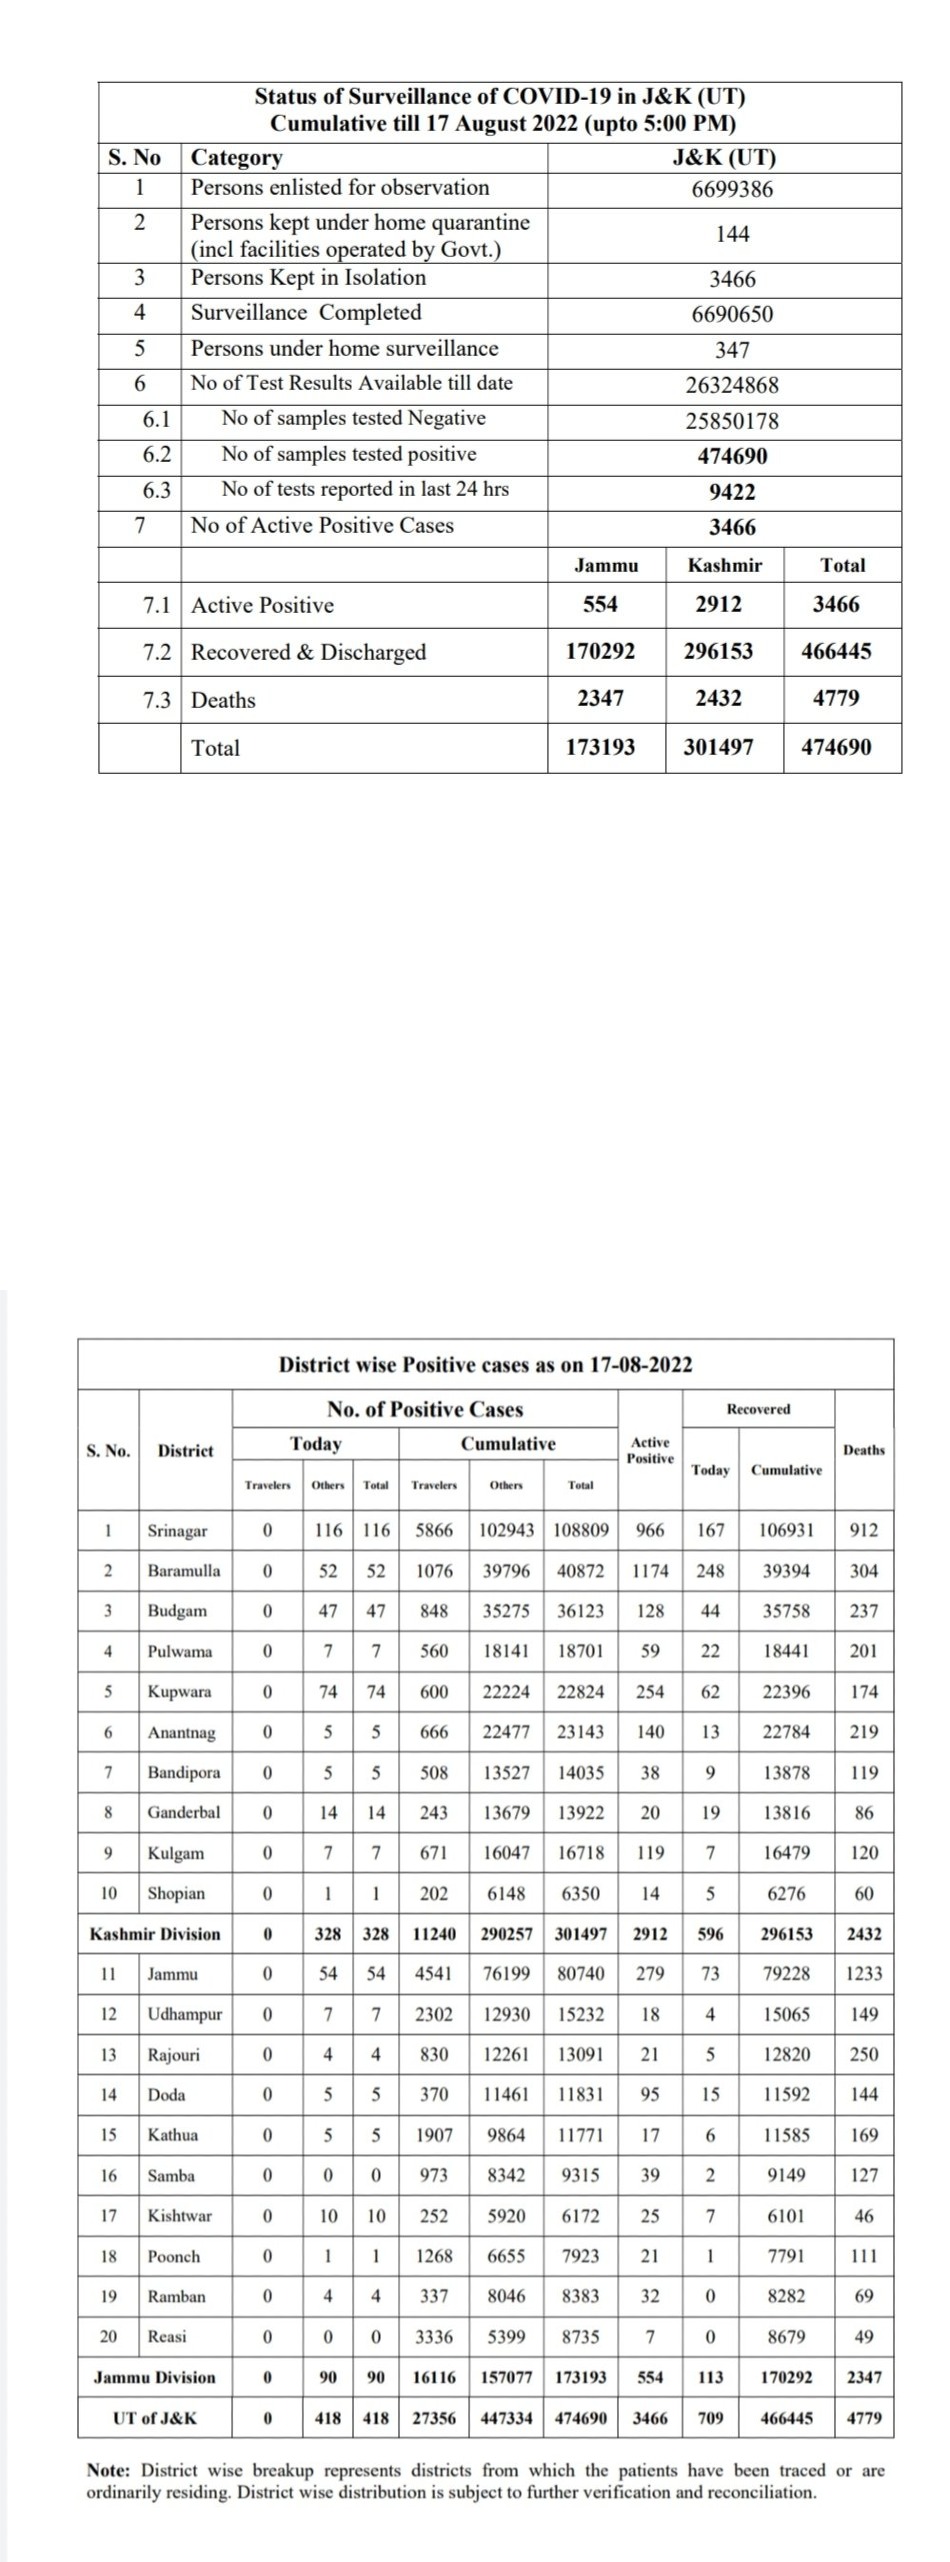 Status of Surveillance of COVID-19 in J&K (UT)
Cumulative till 17 August 2022 (upto 5:00 PM)
S. No Category J&K (UT)
1 Persons enlisted for observation 6699386
2 Persons kept under home quarantine (incl facilities operated by Govt.) 144
3 Persons Kept in Isolation 3466
4 Surveillance Completed 6690650
5 Persons under home surveillance 347
6 No of Test Results Available till date 26324868
6.1 No of samples tested Negative 25850178
6.2 No of samples tested positive 474690
6.3 No of tests reported in last 24 hrs 9422
7 No of Active Positive Cases 3466
Jammu Kashmir Total
7.1 Active Positive 554 2912 3466
7.2 Recovered & Discharged 170292 296153 466445
7.3 Deaths 2347 2432 4779
Total 173193 301497 474690
District wise Positive cases as on 17-08-2022
S. No. District No. of Positive Cases Active Positive Recovered Deaths
Today Cumulative Today Cumulative
Travelers Others Total Travelers Others Total
1 Srinagar 0 116 116 5866 102943 108809 966 167 106931 912
2 Baramulla 0 52 52 1076 39796 40872 1174 248 39394 304
3 Budgam 0 47 47 848 35275 36123 128 44 35758 237
4 Pulwama 0 7 7 560 18141 18701 59 22 18441 201
5 Kupwara 0 74 74 600 22224 22824 254 62 22396 174
6 Anantnag 0 5 5 666 22477 23143 140 13 22784 219
7 Bandipora 0 5 5 508 13527 14035 38 9 13878 119
8 Ganderbal 0 14 14 243 13679 13922 20 19 13816 86
9 Kulgam 0 7 7 671 16047 16718 119 7 16479 120
10 Shopian 0 1 1 202 6148 6350 14 5 6276 60
Kashmir Division 0 328 328 11240 290257 301497 2912 596 296153 2432
11 Jammu 0 54 54 4541 76199 80740 279 73 79228 1233
12 Udhampur 0 7 7 2302 12930 15232 18 4 15065 149
13 Rajouri 0 4 4 830 12261 13091 21 5 12820 250
14 Doda 0 5 5 370 11461 11831 95 15 11592 144
15 Kathua 0 5 5 1907 9864 11771 17 6 11585 169
16 Samba 0 0 0 973 8342 9315 39 2 9149 127
17 Kishtwar 0 10 10 252 5920 6172 25 7 6101 46
18 Poonch 0 1 1 1268 6655 7923 21 1 7791 111
19 Ramban 0 4 4 337 8046 8383 32 0 8282 69
20 Reasi 0 0 0 3336 5399 8735 7 0 8679 49
Jammu Division 0 90 90 16116 157077 173193 554 113 170292 2347
UT of J&K 0 418 418 27356 447334 474690 3466 709 466445 4779
Note: District wise breakup represents districts from which the patients have been traced or are
ordinarily residing. District wise distribution is subject to further verification and reconciliation.